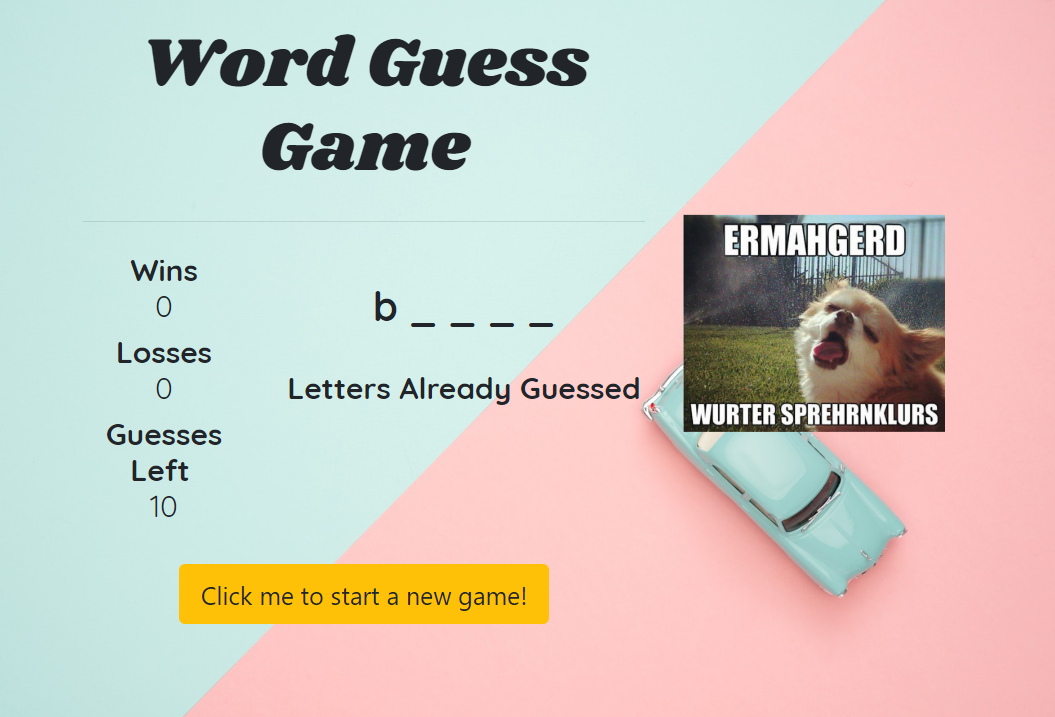 Word Guess
Game
Wins
0
b _ _ _ _
Losses
0
Letters Already Guessed
Guesses
Left
10
Click me to start a new game!
ERMAHGERD
WURTER SPREHRNKLURS